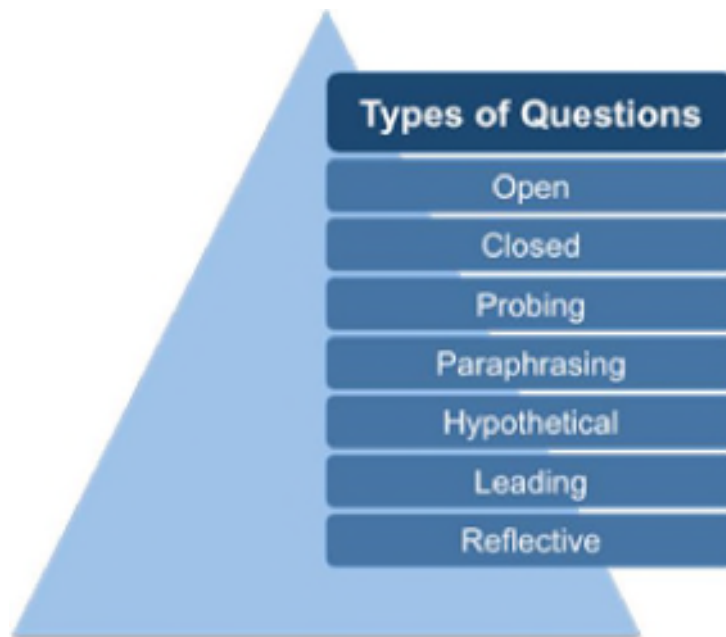 Types of Questions
Open
Closed
Probing
Paraphrasing
Hypothetical
Leading
Reflective